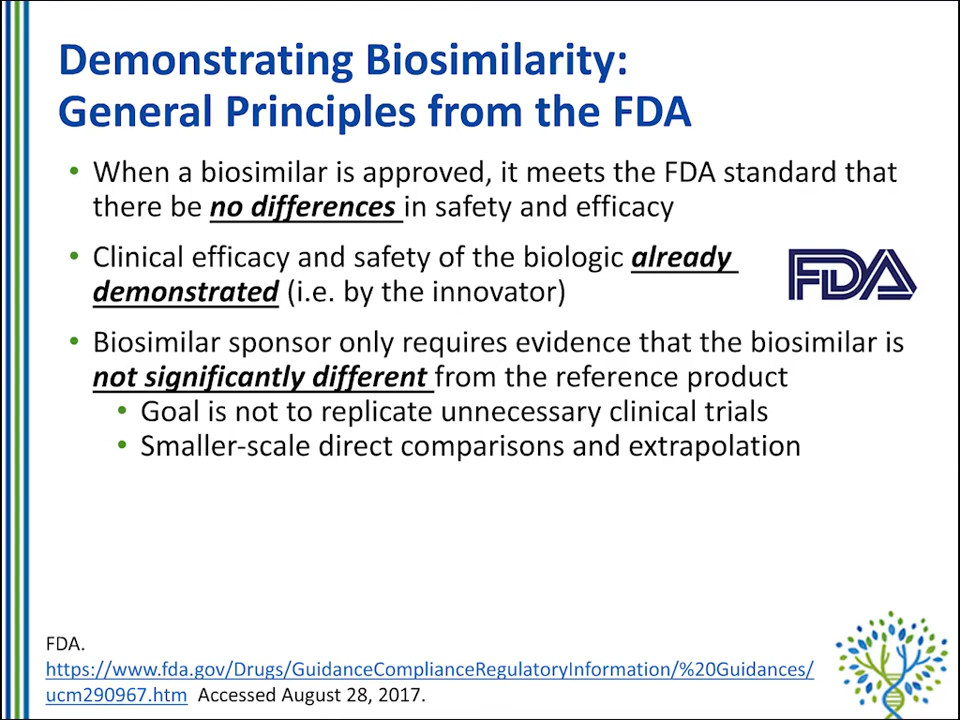 Demonstrating Biosimilarity:
General Principles from the FDA
• When a biosimilar is approved, it meets the FDA standard that
there be no differences in safety and efficacy
• Clinical efficacy and safety of the biologic already
demonstrated (i.e. by the innovator)
FDA
• Biosimilar sponsor only requires evidence that the biosimilar is
not significantly different from the reference product
• Goal is not to replicate unnecessary clinical trials
• Smaller-scale direct comparisons and extrapolation
FDA.
https://www.fda.gov/Drugs/GuidanceComplianceRegulatoryInformation/%20Guidances/
ucm290967.htm Accessed August 28, 2017.